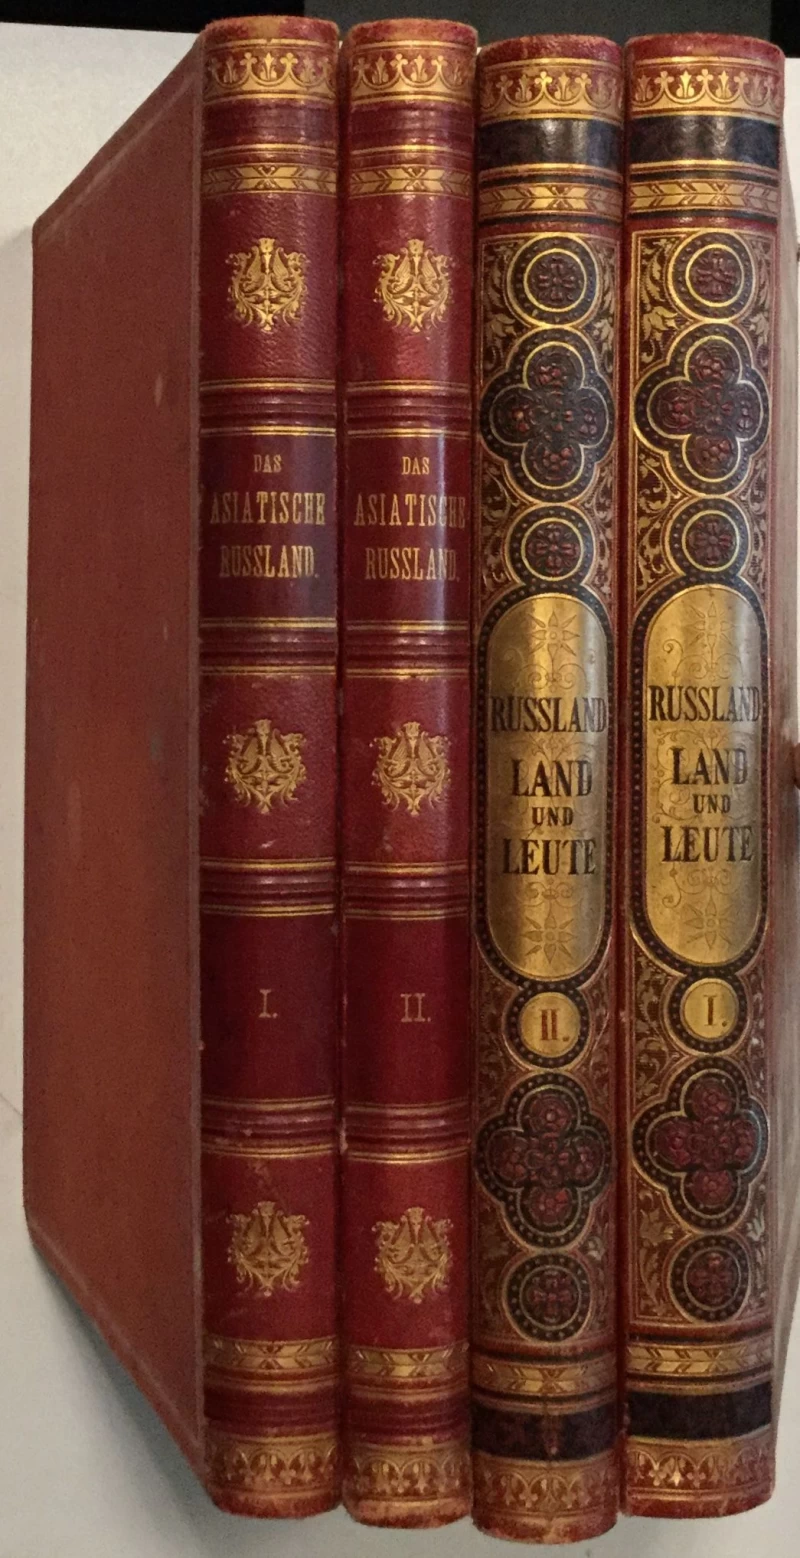 DAS
ASIATISCHE
RUSSLAND.
I.
DAS
ASIATISCHE
RUSSLAND.
II.
RUSSLAND
LAND
UND
LEUTE
II.
RUSSLAND
LAND
UND
LEUTE
I.